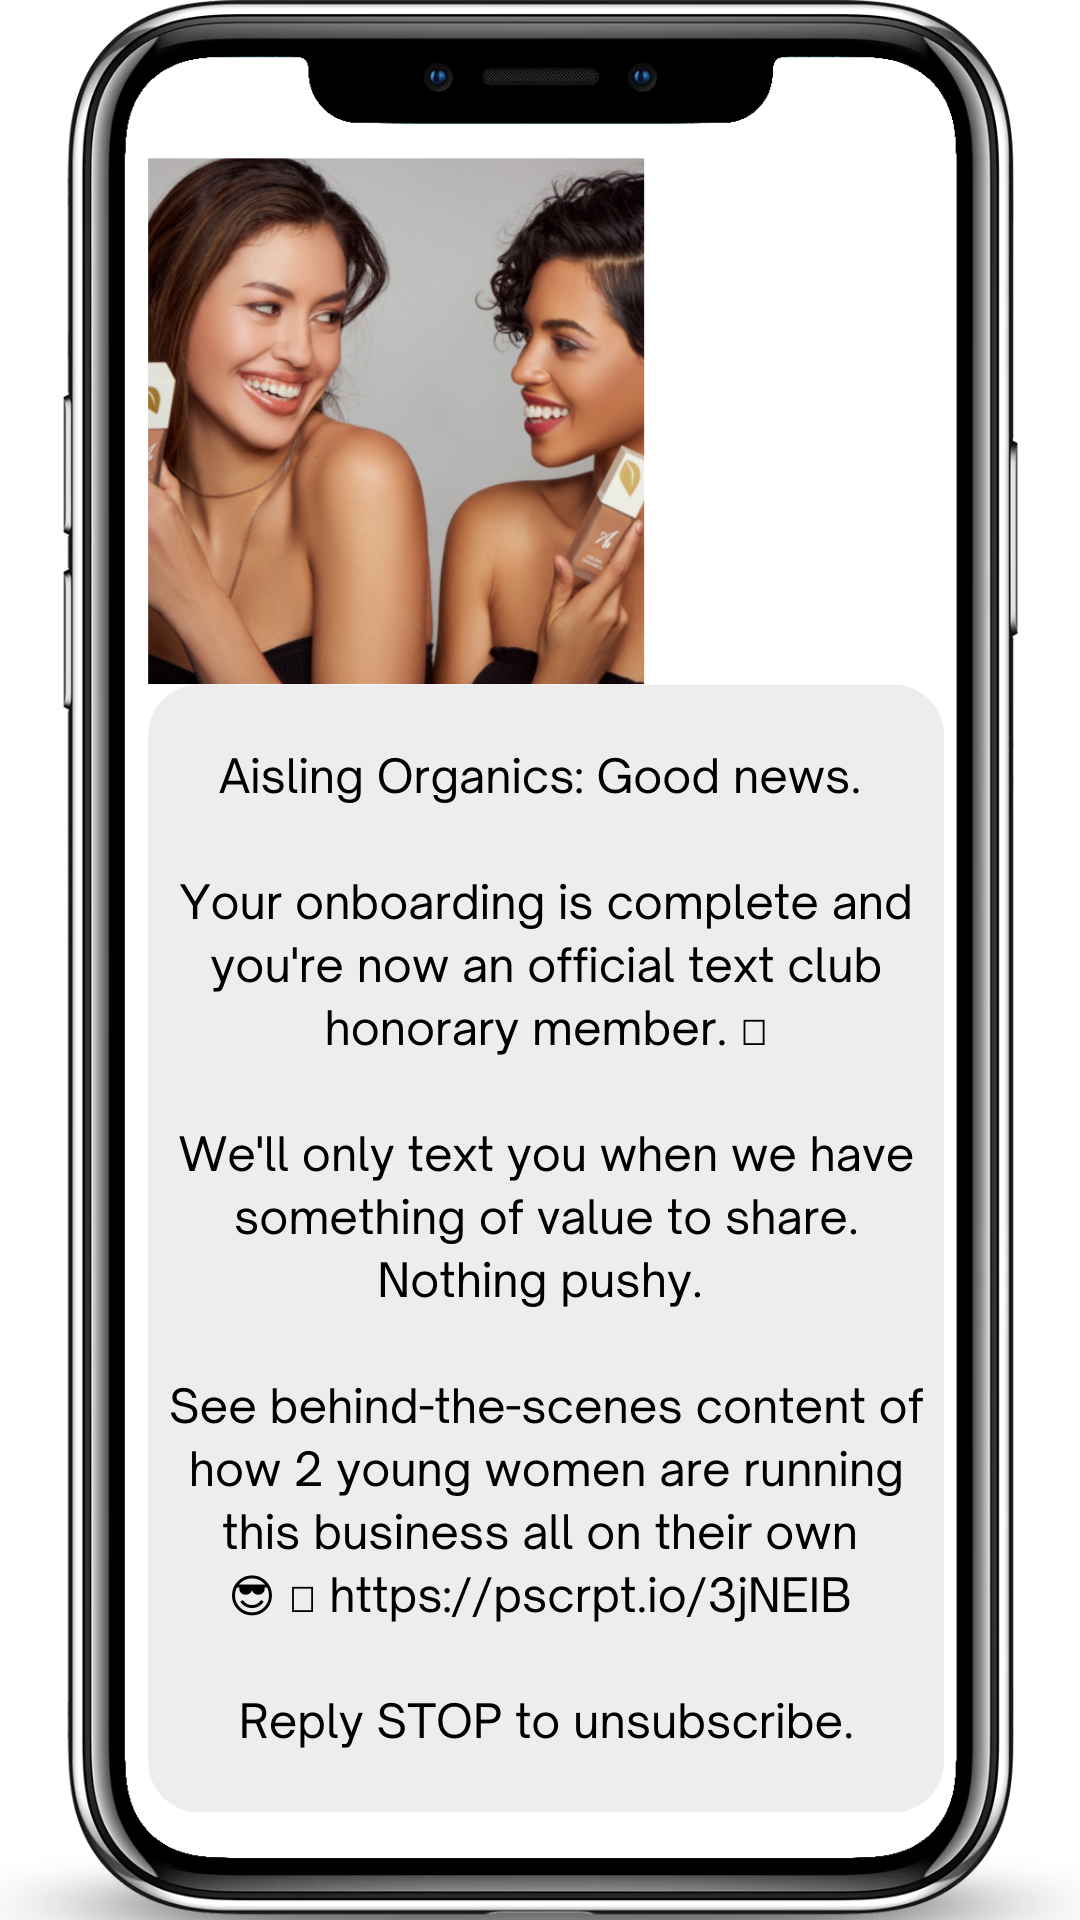 Aisling Organics: Good news.
Your onboarding is complete and
you're now an official text club
honorary member. □
We'll only text you when we have
something of value to share.
Nothing pushy.
See behind-the-scenes content of
how 2 young women are running
this business all on their own
😎 □ https://pscrpt.io/3jNElB
Reply STOP to unsubscribe.